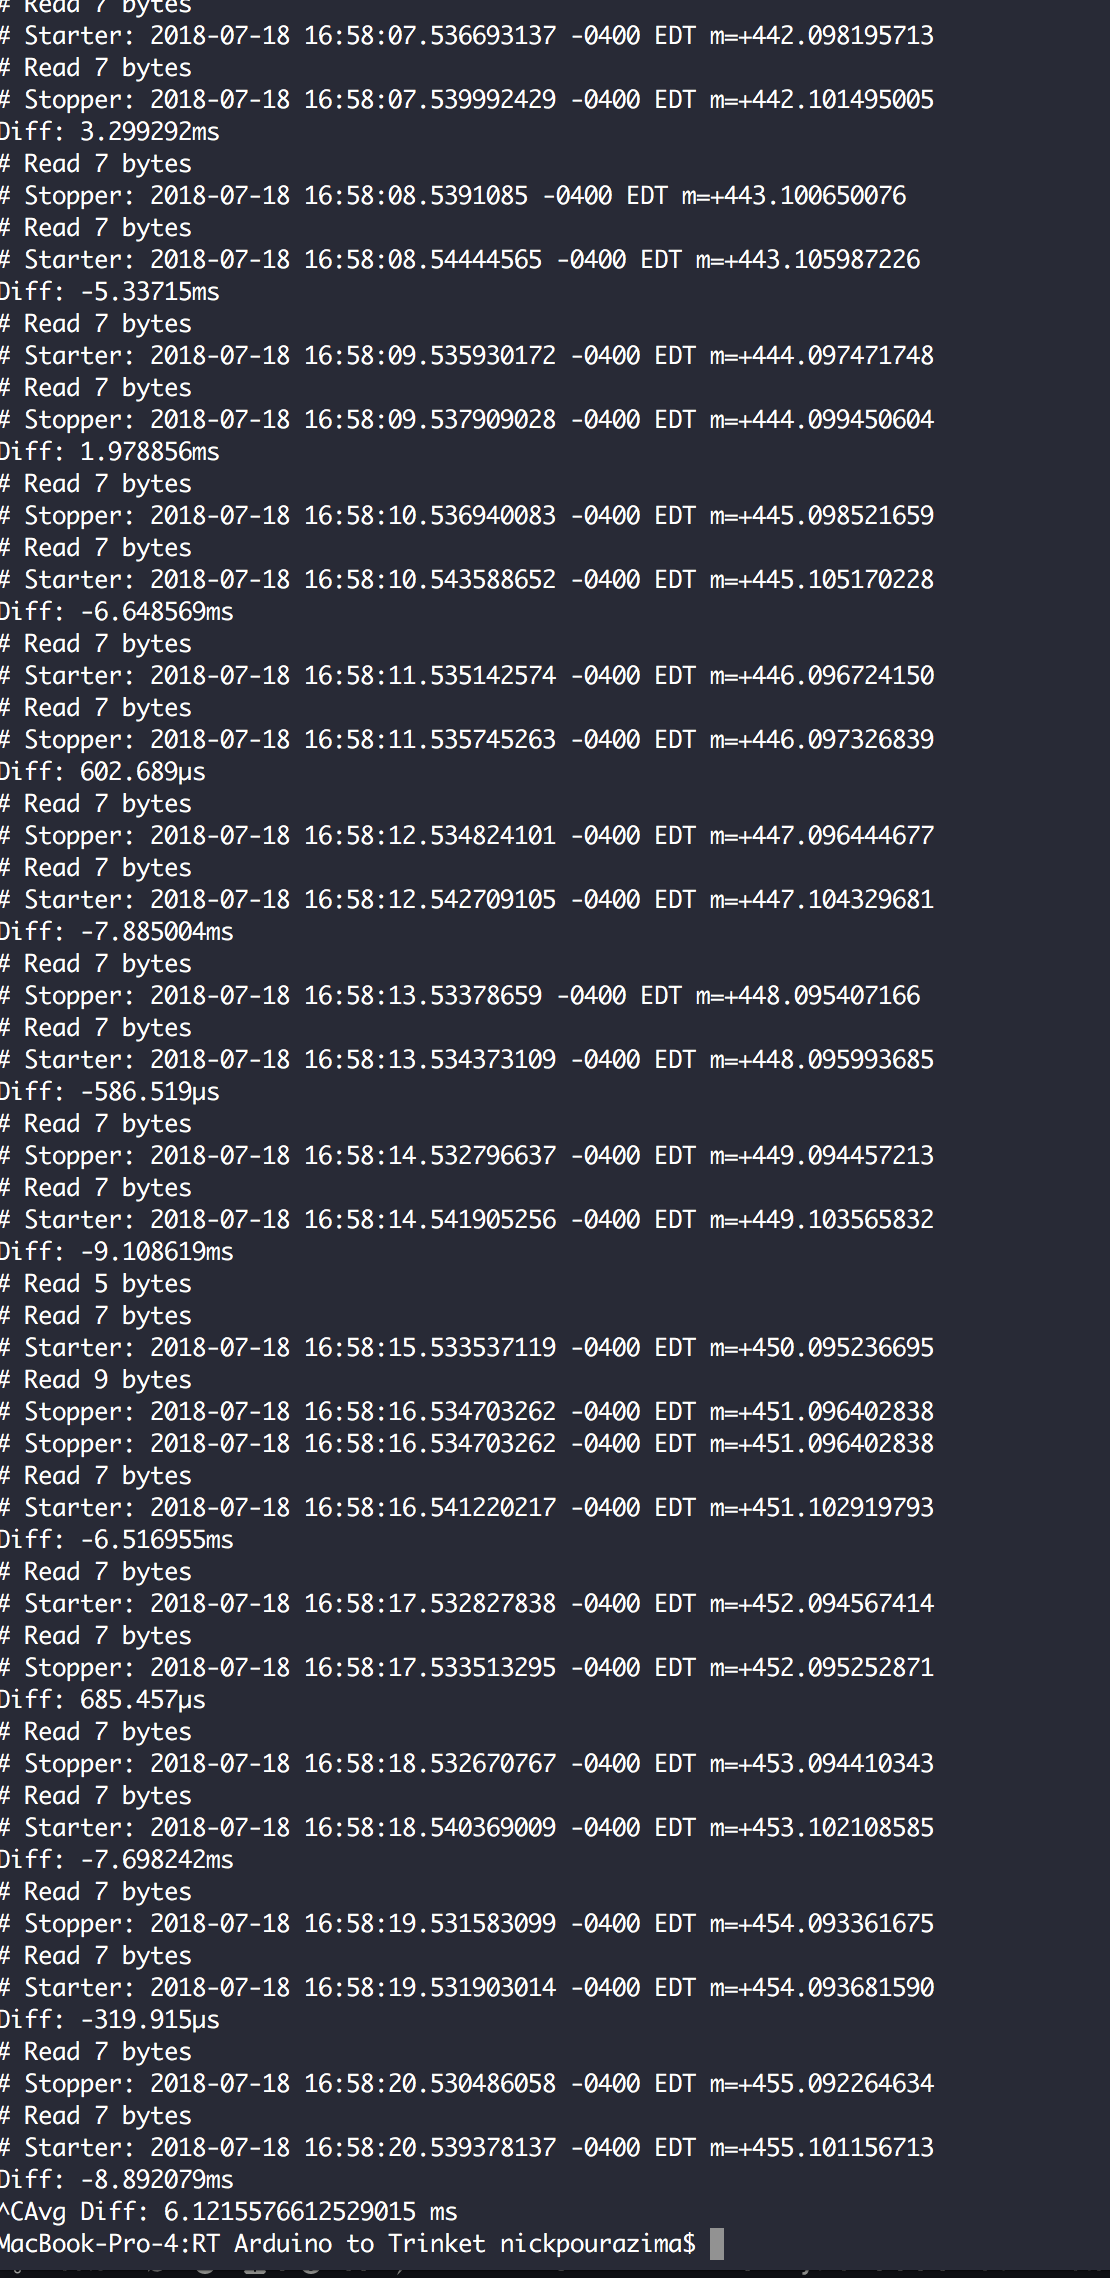 # Read 7 bytes
# Starter: 2018-07-18 16:58:07.536693137 -0400 EDT m=+442.098195713
# Read 7 bytes
# Stopper: 2018-07-18 16:58:07.539992429 -0400 EDT m=+442.101495005
Diff: 3.299292ms
# Read 7 bytes
# Stopper: 2018-07-18 16:58:08.5391085 -0400 EDT m=+443.100650076
# Read 7 bytes
# Starter: 2018-07-18 16:58:08.54444565 -0400 EDT m=+443.105987226
Diff: -5.33715ms
# Read 7 bytes
# Starter: 2018-07-18 16:58:09.535930172 -0400 EDT m=+444.097471748
# Read 7 bytes
# Stopper: 2018-07-18 16:58:09.537909028 -0400 EDT m=+444.099450604
Diff: 1.978856ms
# Read 7 bytes
# Stopper: 2018-07-18 16:58:10.536940083 -0400 EDT m=+445.098521659
# Read 7 bytes
# Starter: 2018-07-18 16:58:10.543588652 -0400 EDT m=+445.105170228
Diff: -6.648569ms
# Read 7 bytes
# Starter: 2018-07-18 16:58:11.535142574 -0400 EDT m=+446.096724150
# Read 7 bytes
# Stopper: 2018-07-18 16:58:11.535745263 -0400 EDT m=+446.097326839
Diff: 602.689µs
# Read 7 bytes
# Stopper: 2018-07-18 16:58:12.534824101 -0400 EDT m=+447.096444677
# Read 7 bytes
# Starter: 2018-07-18 16:58:12.542709105 -0400 EDT m=+447.104329681
Diff: -7.885004ms
# Read 7 bytes
# Stopper: 2018-07-18 16:58:13.53378659 -0400 EDT m=+448.095407166
# Read 7 bytes
# Starter: 2018-07-18 16:58:13.534373109 -0400 EDT m=+448.095993685
Diff: -586.519µs
# Read 7 bytes
# Stopper: 2018-07-18 16:58:14.532796637 -0400 EDT m=+449.094457213
# Read 7 bytes
# Starter: 2018-07-18 16:58:14.541905256 -0400 EDT m=+449.103565832
Diff: -9.108619ms
# Read 5 bytes
# Read 7 bytes
# Starter: 2018-07-18 16:58:15.533537119 -0400 EDT m=+450.095236695
# Read 9 bytes
# Stopper: 2018-07-18 16:58:16.534703262 -0400 EDT m=+451.096402838
# Stopper: 2018-07-18 16:58:16.534703262 -0400 EDT m=+451.096402838
# Read 7 bytes
# Starter: 2018-07-18 16:58:16.541220217 -0400 EDT m=+451.102919793
Diff: -6.516955ms
# Read 7 bytes
# Starter: 2018-07-18 16:58:17.532827838 -0400 EDT m=+452.094567414
# Read 7 bytes
# Stopper: 2018-07-18 16:58:17.533513295 -0400 EDT m=+452.095252871
Diff: 685.457µs
# Read 7 bytes
# Stopper: 2018-07-18 16:58:18.532670767 -0400 EDT m=+453.094410343
# Read 7 bytes
# Starter: 2018-07-18 16:58:18.540369009 -0400 EDT m=+453.102108585
Diff: -7.698242ms
# Read 7 bytes
# Stopper: 2018-07-18 16:58:19.531583099 -0400 EDT m=+454.093361675
# Read 7 bytes
# Starter: 2018-07-18 16:58:19.531903014 -0400 EDT m=+454.093681590
Diff: -319.915µs
# Read 7 bytes
# Stopper: 2018-07-18 16:58:20.530486058 -0400 EDT m=+455.092264634
# Read 7 bytes
# Starter: 2018-07-18 16:58:20.539378137 -0400 EDT m=+455.101156713
Diff: -8.892079ms
^CAvg Diff: 6.1215576612529015 ms
MacBook-Pro-4:RT Arduino to Trinket nickpourazima$